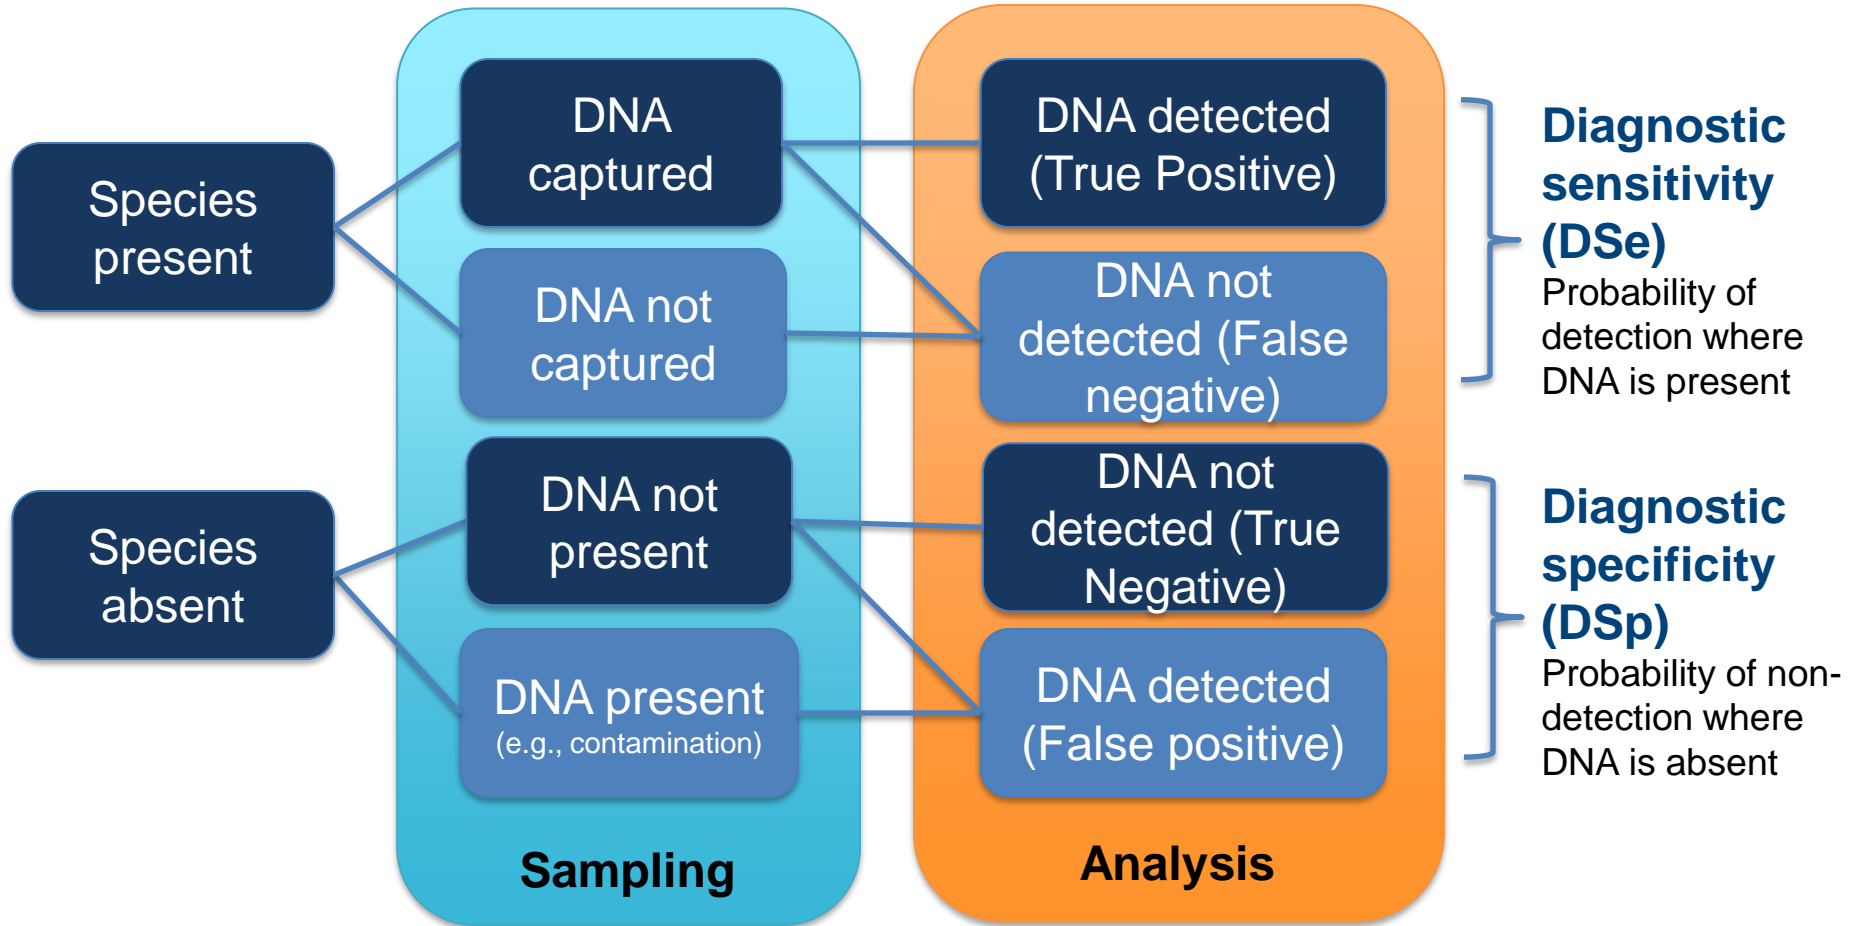 Species
present
Species
absent
DNA
captured
DNA not
captured
DNA not
present
DNA present
(e.g., contamination)
Sampling
DNA detected
(True Positive)
DNA not
detected (False
negative)
DNA not
detected (True
Negative)
DNA detected
(False positive)
Analysis
Diagnostic
sensitivity
(DSe)
Probability of
detection where
DNA is present
Diagnostic
specificity
(DSp)
Probability of non-
detection where
DNA is absent